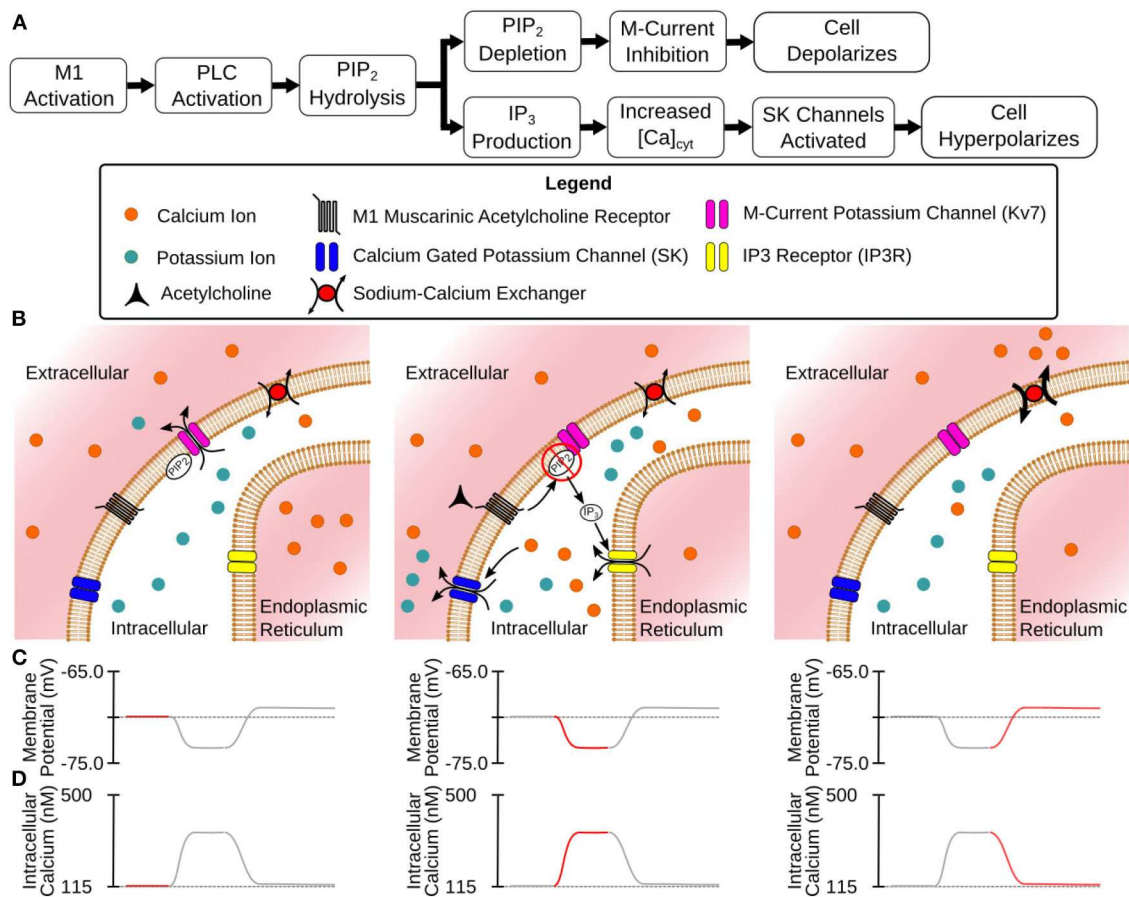 A
M1
Activation
PLC
Activation
PIP2
Hydrolysis
PIP2
Depletion
M-Current
Inhibition
Cell
Depolarizes
IP3
Production
Increased
[Ca]cyt
SK Channels
Activated
Cell
Hyperpolarizes
Legend
Calcium Ion
Potassium Ion
Acetylcholine
M1 Muscarinic Acetylcholine Receptor
Calcium Gated Potassium Channel (SK)
Sodium-Calcium Exchanger
M-Current Potassium Channel (Kv7)
IP3 Receptor (IP3R)
B
Extracellular
PIP2
Intracellular
Endoplasmic
Reticulum
Extracellular
PIP2
IP3
Intracellular
Endoplasmic
Reticulum
Extracellular
Intracellular
Endoplasmic
Reticulum
C
Membrane
Potential (mV)
-65.0
-75.0
Membrane
Potential (mV)
-65.0
-75.0
Membrane
Potential (mV)
-65.0
-75.0
D
Intracellular
Calcium (nM)
500
115
Intracellular
Calcium (nM)
500
115
Intracellular
Calcium (nM)
500
115